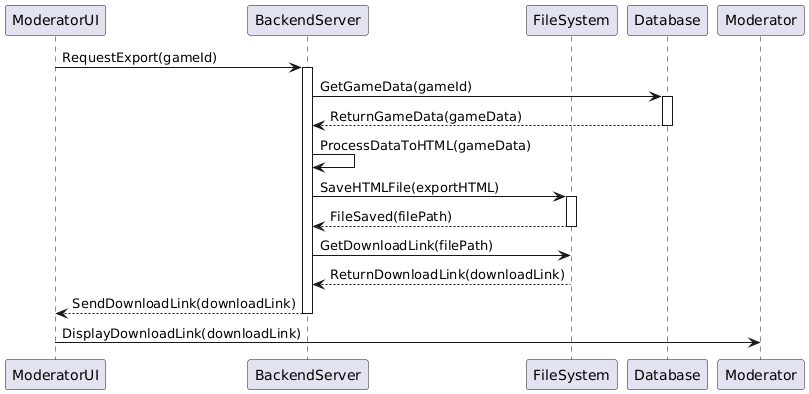 ModeratorUI BackendServer FileSystem Database Moderator
RequestExport(gameId)
GetGameData(gameId)
ReturnGameData(gameData)
ProcessDataToHTML(gameData)
SaveHTMLFile(exportHTML)
FileSaved(filePath)
GetDownloadLink(filePath)
ReturnDownloadLink(downloadLink)
SendDownloadLink(downloadLink)
DisplayDownloadLink(downloadLink)
ModeratorUI BackendServer FileSystem Database Moderator